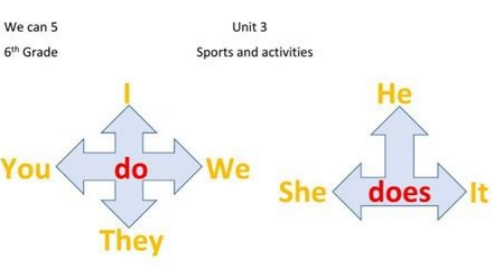 We can 5
Unit 3
6th Grade
Sports and activities
I
He
You
do
We
She
does
It
They